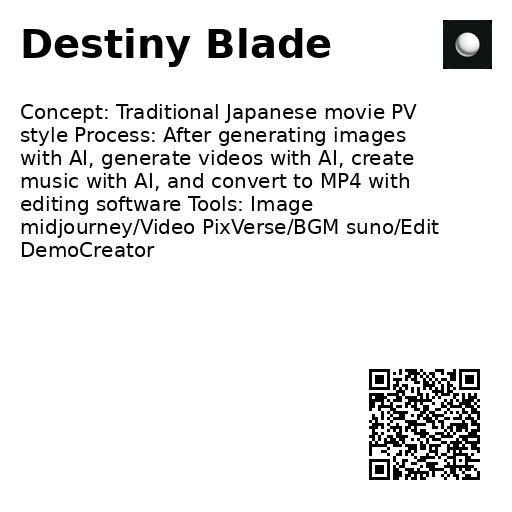 Destiny Blade
Concept: Traditional Japanese movie PV
style Process: After generating images
with AI, generate videos with AI, create
music with AI, and convert to MP4 with
editing software Tools: Image
midjourney/Video PixVerse/BGM suno/Edit
DemoCreator